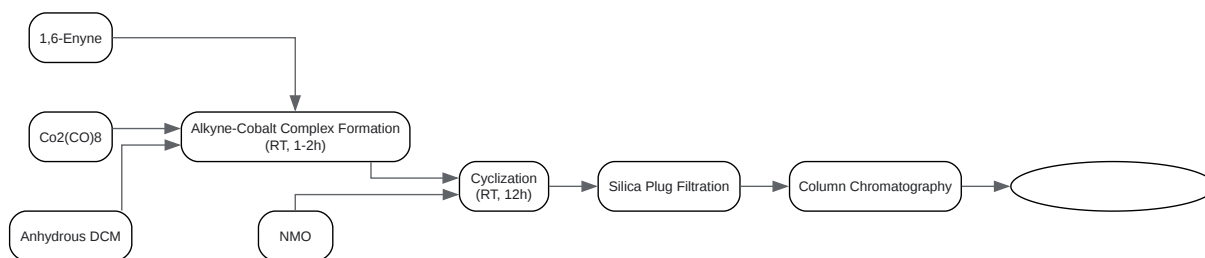 1,6-Enyne
Co2(CO)8
Alkyne-Cobalt Complex Formation
(RT, 1-2h)
Anhydrous DCM
NMO
Cyclization
(RT, 12h)
Silica Plug Filtration
Column Chromatography